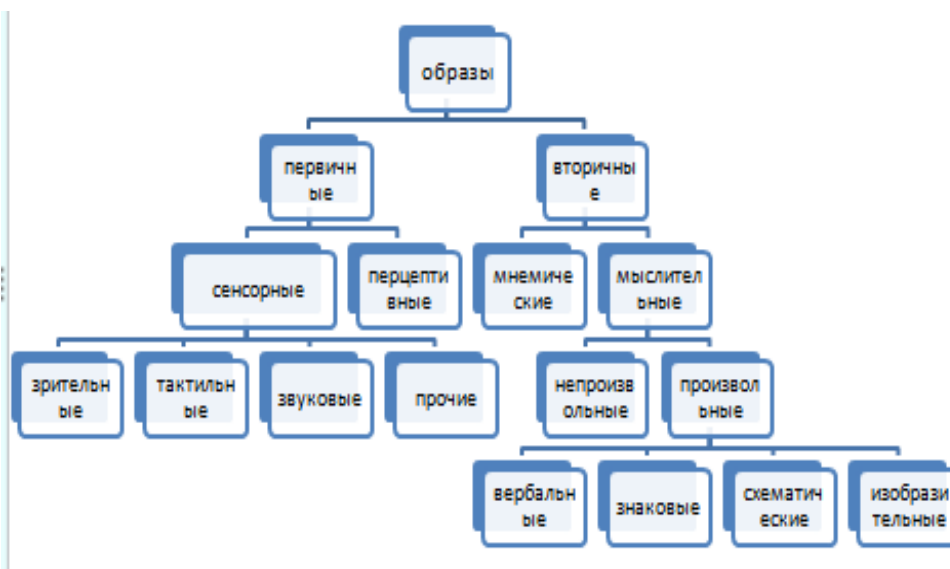 образы
первичн
ые
вторичны
е
сенсорные
перцепти
вные
мнемиче
ские
мыслител
ьные
зрительн
ые
тактильн
ые
звуковые
прочие
непроизв
ольные
произвол
ьные
вербальн
ые
знаковые
схематич
еские
изобрази
тельные